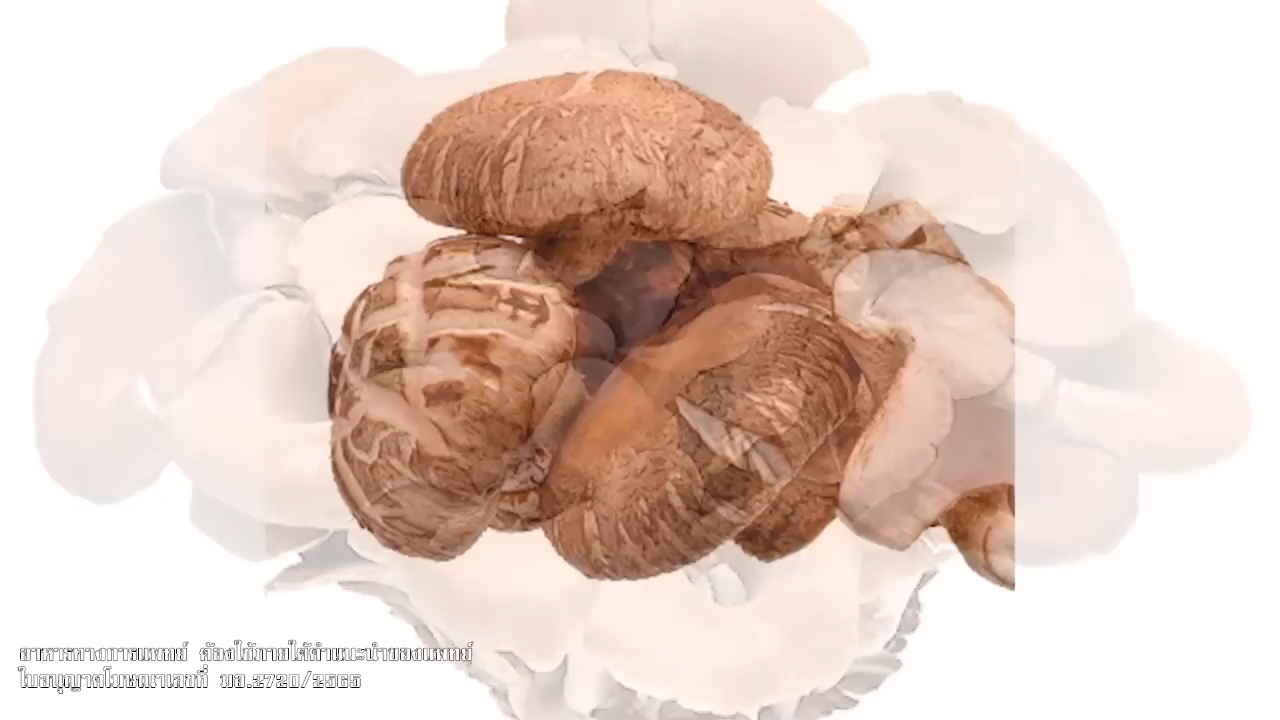 อาหารทางการแพทย์ ต้องใช้ภายใต้คำแนะนำของแพทย์
ใบอนุญาตโฆษณาเลขที่ ฆอ.2720/2565